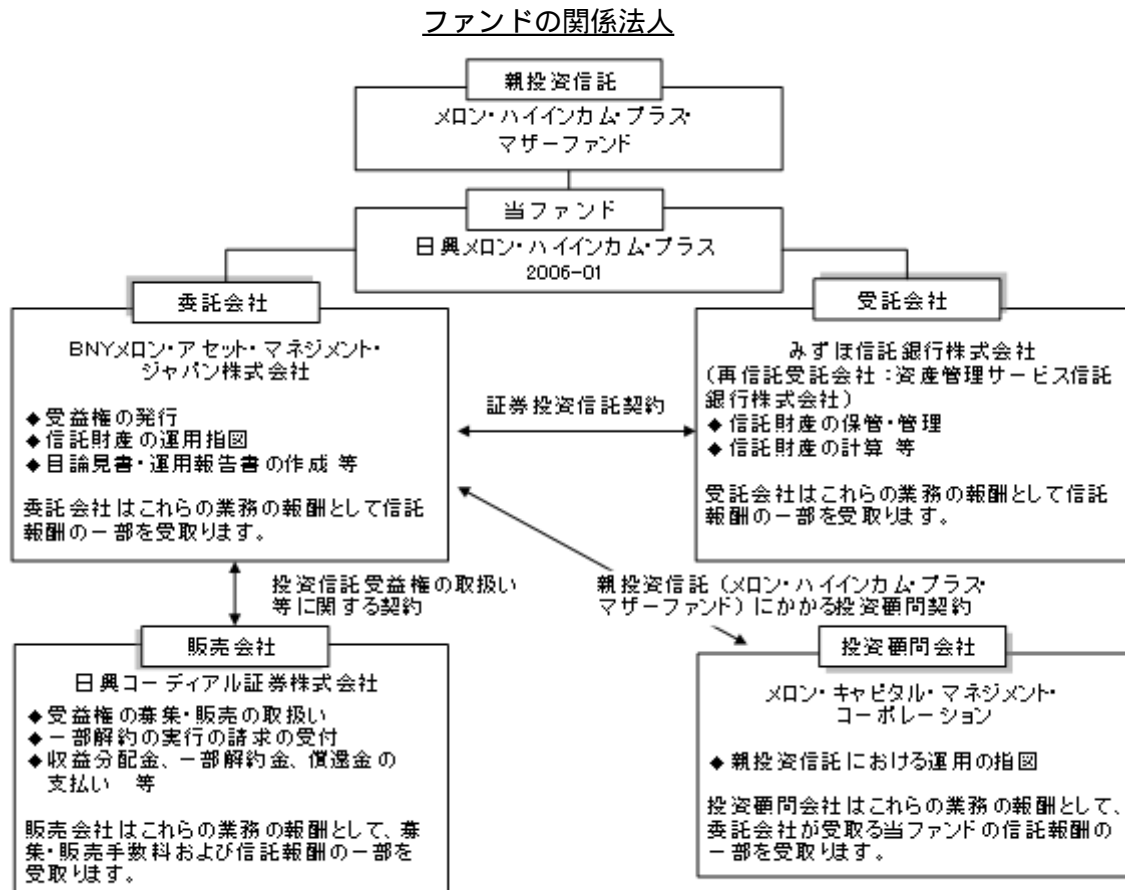 ファンドの関係法人
親投資信託
メロン・ハイインカム・プラス・
マザーファンド
当ファンド
日興メロン・ハイインカム・プラス
2006-01
委託会社
BNYメロン・アセット・マネジメント・
ジャパン株式会社
◆受益権の発行
◆信託財産の運用指図
◆目論見書・運用報告書の作成 等
委託会社はこれらの業務の報酬として信託
報酬の一部を受取ります。
証券投資信託契約
受託会社
みずほ信託銀行株式会社
(再信託受託会社:資産管理サービス信託
銀行株式会社)
◆信託財産の保管・管理
◆信託財産の計算 等
受託会社はこれらの業務の報酬として信託
報酬の一部を受取ります。
投資信託受益権の取扱い
等に関する契約
親投資信託(メロン・ハイインカム・プラス・
マザーファンド)にかかる投資顧問契約
販売会社
日興コーディアル証券株式会社
◆受益権の募集・販売の取扱い
◆一部解約の実行の請求の受付
◆収益分配金、一部解約金、償還金の
支払い 等
販売会社はこれらの業務の報酬として、募
集・販売手数料および信託報酬の一部を
受取ります。
投資顧問会社
メロン・キャピタル・マネジメント・
コーポレーション
◆親投資信託における運用の指図
投資顧問会社はこれらの業務の報酬として、
委託会社が受取る当ファンドの信託報酬の
一部を受取ります。